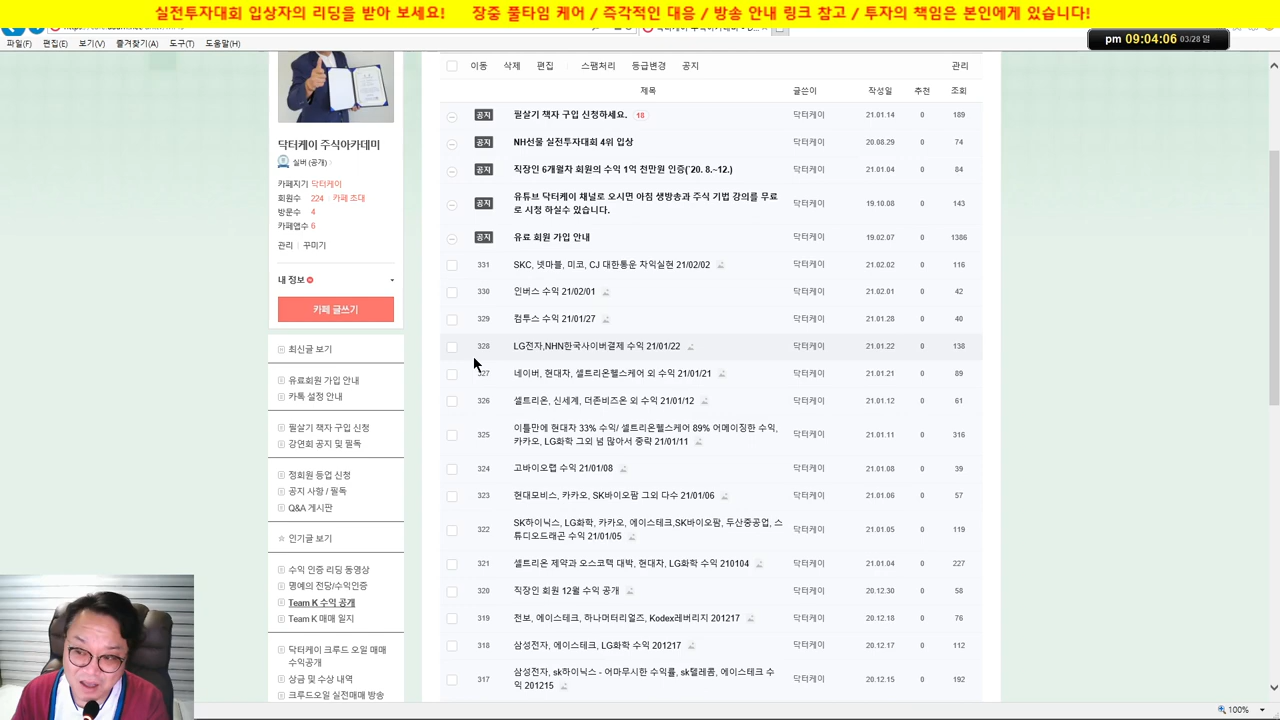 실전투자대회 입상자의 리딩을 받아 보세요! 장중 풀타임 케어 / 즉각적인 대응 / 방송 안내 링크 참고 / 투자의 책임은 본인에게 있습니다!
파일(F) 편집(E) 보기(V) 즐겨찾기(A) 도구(T) 도움말(H)
pm 09:04:06 03/28 일
이동 삭제 편집 스팸처리 등급변경 공지 관리
제목 글쓴이 작성일 추천 조회
공지 필살기 책자 구입 신청하세요. 18 닥터케이 21.01.14 0 189
공지 NH선물 실전투자대회 4위 입상 닥터케이 20.08.29 0 74
공지 직장인 6개월차 회원의 수익 1억 천만원 인증(`20. 8.~12.) 닥터케이 21.01.04 0 84
공지 유튜브 닥터케이 채널로 오시면 아침 생방송과 주식 기법 강의를 무료
로 시청 하실수 있습니다. 닥터케이 19.10.08 0 143
공지 유료 회원 가입 안내 닥터케이 19.02.07 0 1386
331 SKC, 넷마블, 미코, CJ 대한통운 차익실현 21/02/02 닥터케이 21.02.02 0 116
330 인버스 수익 21/02/01 닥터케이 21.02.01 0 42
329 컴투스 수익 21/01/27 닥터케이 21.01.28 0 40
328 LG전자,NHN한국사이버결제 수익 21/01/22 닥터케이 21.01.22 0 138
327 네이버, 현대차, 셀트리온헬스케어 외 수익 21/01/21 닥터케이 21.01.21 0 89
326 셀트리온, 신세계, 더존비즈온 외 수익 21/01/12 닥터케이 21.01.12 0 61
325 이틀만에 현대차 33% 수익/ 셀트리온헬스케어 89% 어메이징한 수익,
카카오, LG화학 그외 넘 많아서 중략 21/01/11 닥터케이 21.01.11 0 316
324 고바이오랩 수익 21/01/08 닥터케이 21.01.08 0 39
323 현대모비스, 카카오, SK바이오팜 그외 다수 21/01/06 닥터케이 21.01.06 0 57
322 SK하이닉스, LG화학, 카카오, 에이스테크,SK바이오팜, 두산중공업, 스
튜디오드래곤 수익 21/01/05 닥터케이 21.01.05 0 119
321 셀트리온 제약과 오스코텍 대박, 현대차, LG화학 수익 210104 닥터케이 21.01.04 0 227
320 직장인 회원 12월 수익 공개 닥터케이 20.12.30 0 58
319 전보, 에이스테크, 하나머터리얼즈, Kodex레버리지 201217 닥터케이 20.12.18 0 76
318 삼성전자, 에이스테크, LG화학 수익 201217 닥터케이 20.12.17 0 112
317 삼성전자, sk하이닉스 - 어마무시한 수익률, sk텔레콤, 에이스테크 수
익 201215 닥터케이 20.12.15 0 192
닥터케이 주식아카데미
실버 (공개)
카페지기 닥터케이
회원수 224 카페 초대
방문수 4
카페앱수 6
관리 꾸미기
내 정보
카페 글쓰기
최신글 보기
유료회원 가입 안내
카톡 설정 안내
필살기 책자 구입 신청
강연회 공지 및 필독
정회원 등업 신청
공지 사항 / 필독
Q&A 게시판
인기글 보기
수익 인증 리딩 동영상
명예의 전당/수익인증
Team K 수익 공개
Team K 매매 일지
닥터케이 크루드 오일 매매
수익공개
상금 및 수상 내역
크루드오일 실전매매 방송
100%